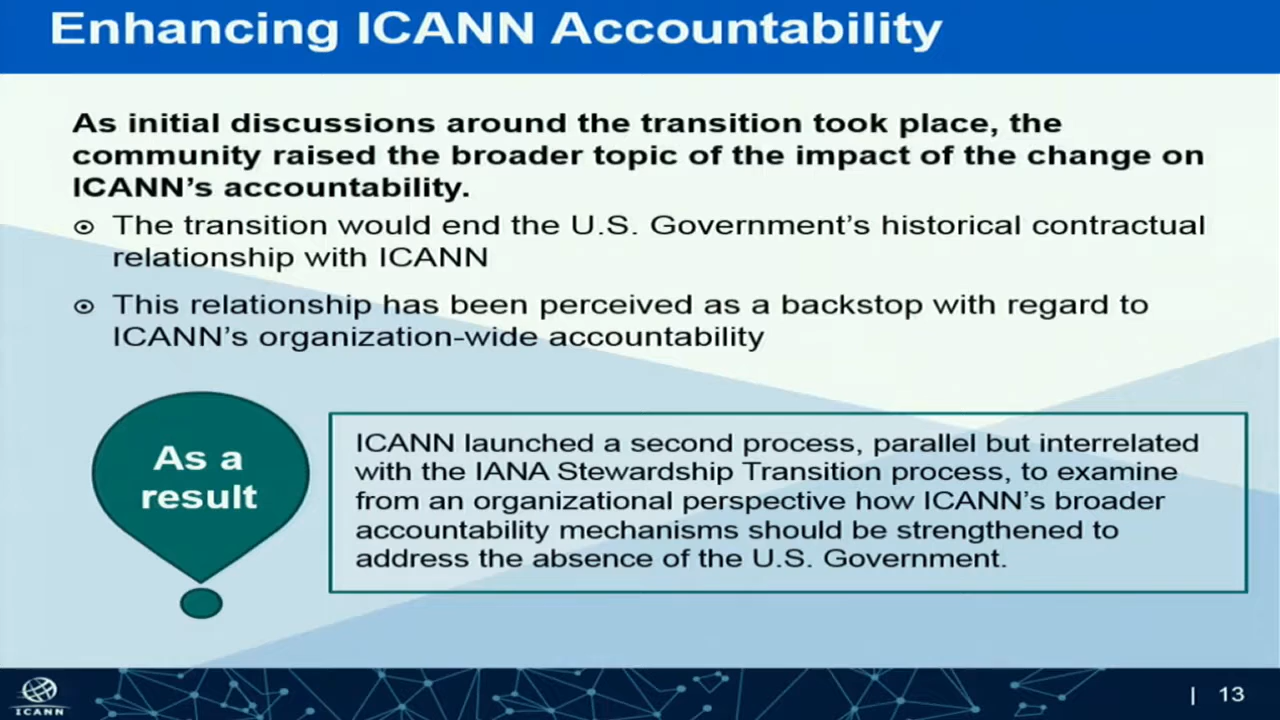 Enhancing ICANN Accountability
As initial discussions around the transition took place, the
community raised the broader topic of the impact of the change on
ICANN's accountability.
The transition would end the U.S. Government's historical contractual
relationship with ICANN
This relationship has been perceived as a backstop with regard to
ICANN's organization-wide accountability
As a
result
ICANN launched a second process, parallel but interrelated
with the IANA Stewardship Transition process, to examine
from an organizational perspective how ICANN's broader
accountability mechanisms should be strengthened to
address the absence of the U.S. Government.
ICANN
| 13